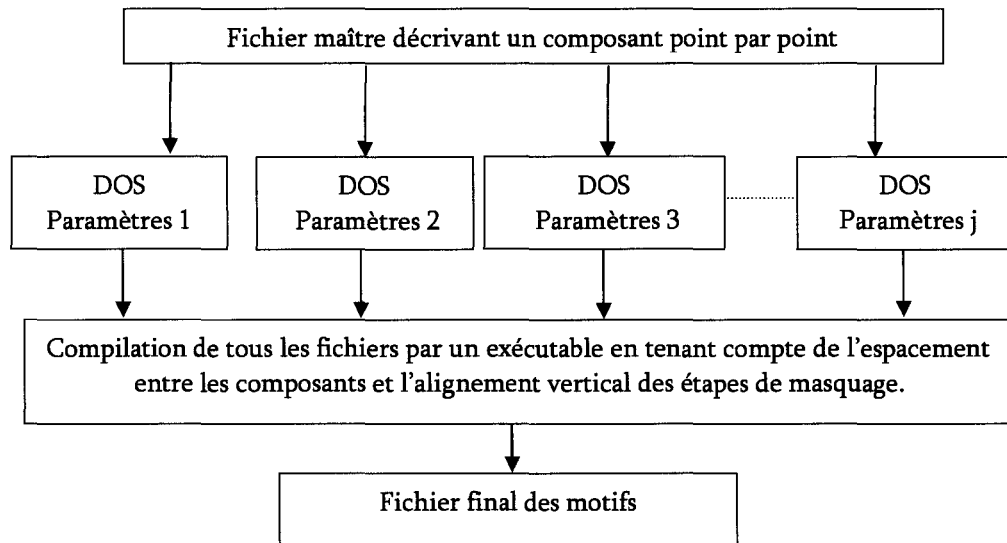 Fichier maître décrivant un composant point par point
DOS
Paramètres 1
DOS
Paramètres 2
DOS
Paramètres 3
DOS
Paramètres j
Compilation de tous les fichiers par un exécutable en tenant compte de l'espacement
entre les composants et l'alignement vertical des étapes de masquage.
Fichier final des motifs